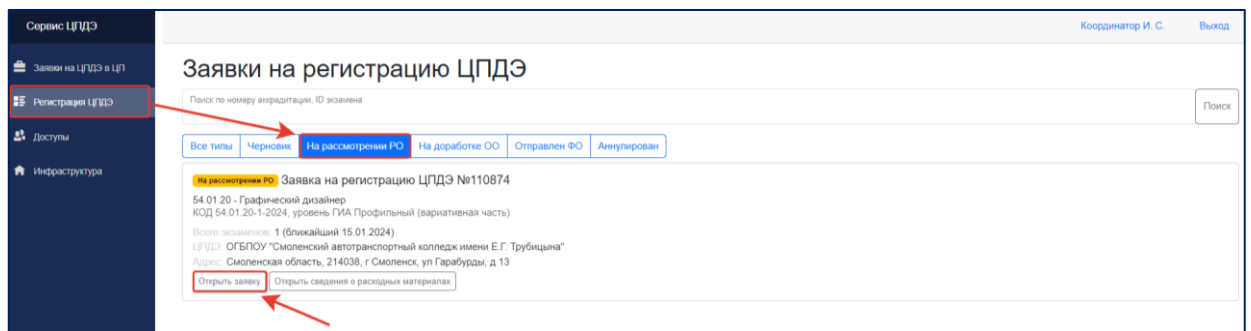 Сервис ЦПДЭ
Координатор И. С. Выход
Заявки на ЦПДЭ в ЦП
Регистрация ЦПДЭ
Доступы
Инфраструктура
Заявки на регистрацию ЦПДЭ
Поиск по номеру аккредитации, ID экзамена
Поиск
Все типы Черновик На рассмотрении РО На доработке ОО Отправлен ФО Аннулирован
На рассмотрении РО Заявка на регистрацию ЦПДЭ №110874
54.01.20 - Графический дизайнер
КОД 54.01.20-1-2024, уровень ГИА Профильный (вариативная часть)
Всего экзаменов: 1 (ближайший 15.01.2024)
ЦПДЭ: ОГБПОУ "Смоленский автотранспортный колледж имени Е.Г. Трубицына"
Адрес: Смоленская область, 214038, г Смоленск, ул Гарабурды, д 13
Открыть заявку Открыть сведения о расходных материалах